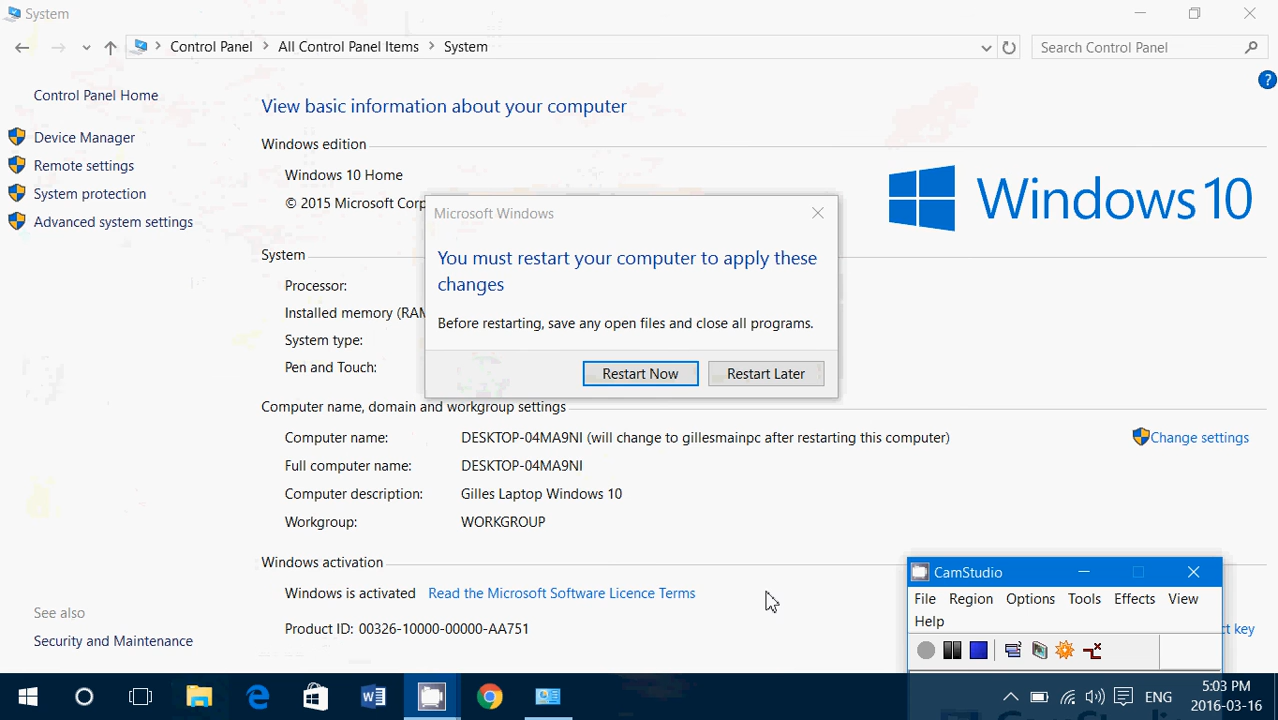 System
Control Panel > All Control Panel Items > System
Search Control Panel
?
Control Panel Home
Device Manager
Remote settings
System protection
Advanced system settings
View basic information about your computer
Windows edition
Windows 10 Home
© 2015 Microsoft Corp
Windows 10
System
Processor:
Installed memory (RAM
System type:
Pen and Touch:
Microsoft Windows
You must restart your computer to apply these
changes
Before restarting, save any open files and close all programs.
Restart Now
Restart Later
Computer name, domain and workgroup settings
Computer name: DESKTOP-04MA9NI (will change to gillesmainpc after restarting this computer)
Change settings
Full computer name: DESKTOP-04MA9NI
Computer description: Gilles Laptop Windows 10
Workgroup: WORKGROUP
Windows activation
Windows is activated Read the Microsoft Software Licence Terms
Product ID: 00326-10000-00000-AA751
ct key
See also
Security and Maintenance
CamStudio
File Region Options Tools Effects View
Help
ENG
5:03 PM
2016-03-16